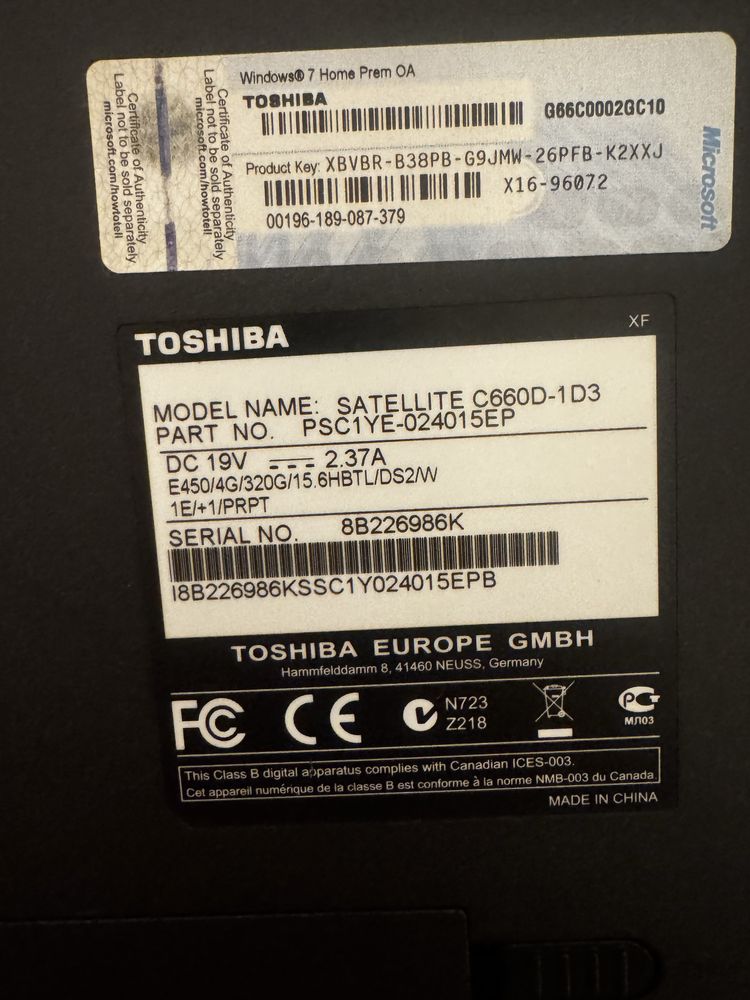 Certificate of Authenticity
Label not to be sold separately
microsoft.com/howtotell
Certificate of Authenticity
Label not to be sold separately
microsoft.com/howtotell
Windows® 7 Home Prem OA
TOSHIBA
G66C0002GC10
Product Key: XBVBR-B38PB-G9JMW-26PFB-K2XXJ
X16-96072
00196-189-087-379
Microsoft
TOSHIBA
XF
MODEL NAME: SATELLITE C660D-1D3
PART NO. PSC1YE-024015EP
DC 19V 2.37A
E450/4G/320G/15.6HBTL/DS2/W
1E/+1/PRPT
SERIAL NO. 8B226986K
I8B226986KSSC1Y024015EPB
TOSHIBA EUROPE GMBH
Hammfelddamm 8, 41460 NEUSS, Germany
FC CE N723
Z218
МЛ03
This Class B digital apparatus complies with Canadian ICES-003.
Cet appareil numérique de la classe B est conforme à la norme NMB-003 du Canada.
MADE IN CHINA